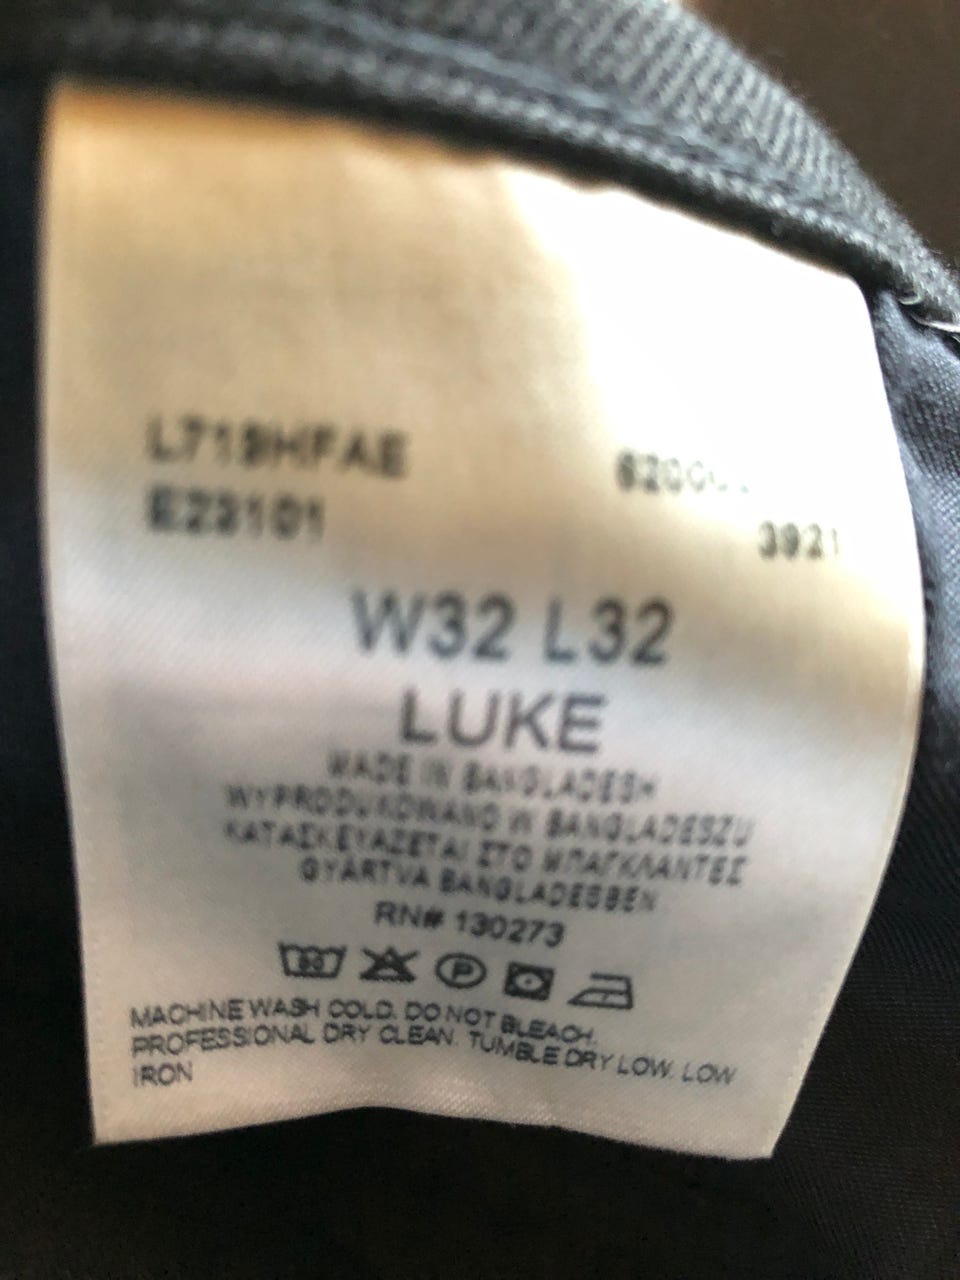 L719HFAE
E23101
3921
W32 L32
LUKE
MADE IN BANGLADESH
WYPRODUKOWANO W BANGLADESZU
ΚΑΤΑΣΚΕΥΑΖΕΤΑΙ ΣΤΟ ΜΠΑΓΚΛΑΝΤΕΣ
GYÁRTVA BANGLADESBEN
RN# 130273
P
MACHINE WASH COLD. DO NOT BLEACH.
PROFESSIONAL DRY CLEAN. TUMBLE DRY LOW. LOW
IRON